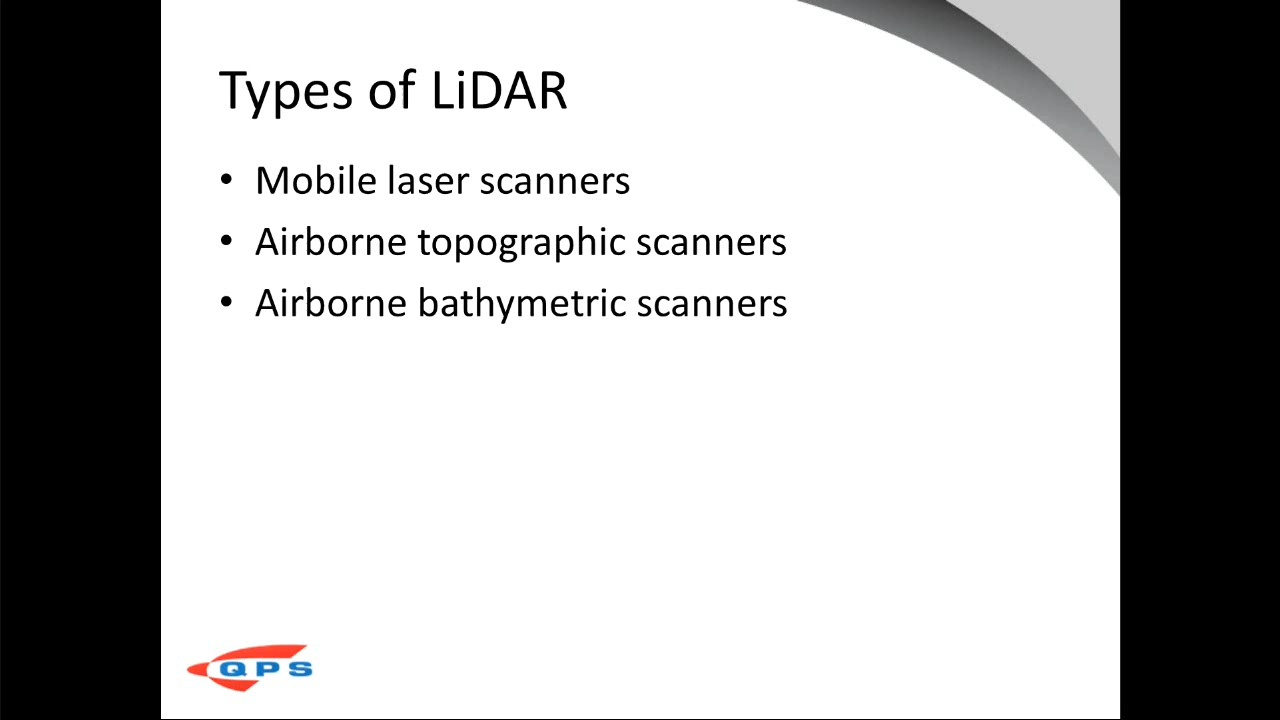 Types of LiDAR
• Mobile laser scanners
• Airborne topographic scanners
• Airborne bathymetric scanners
QPS